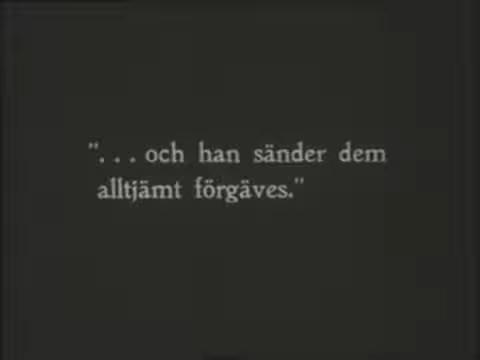 ". . . och han sänder dem
alltjämt förgäves."